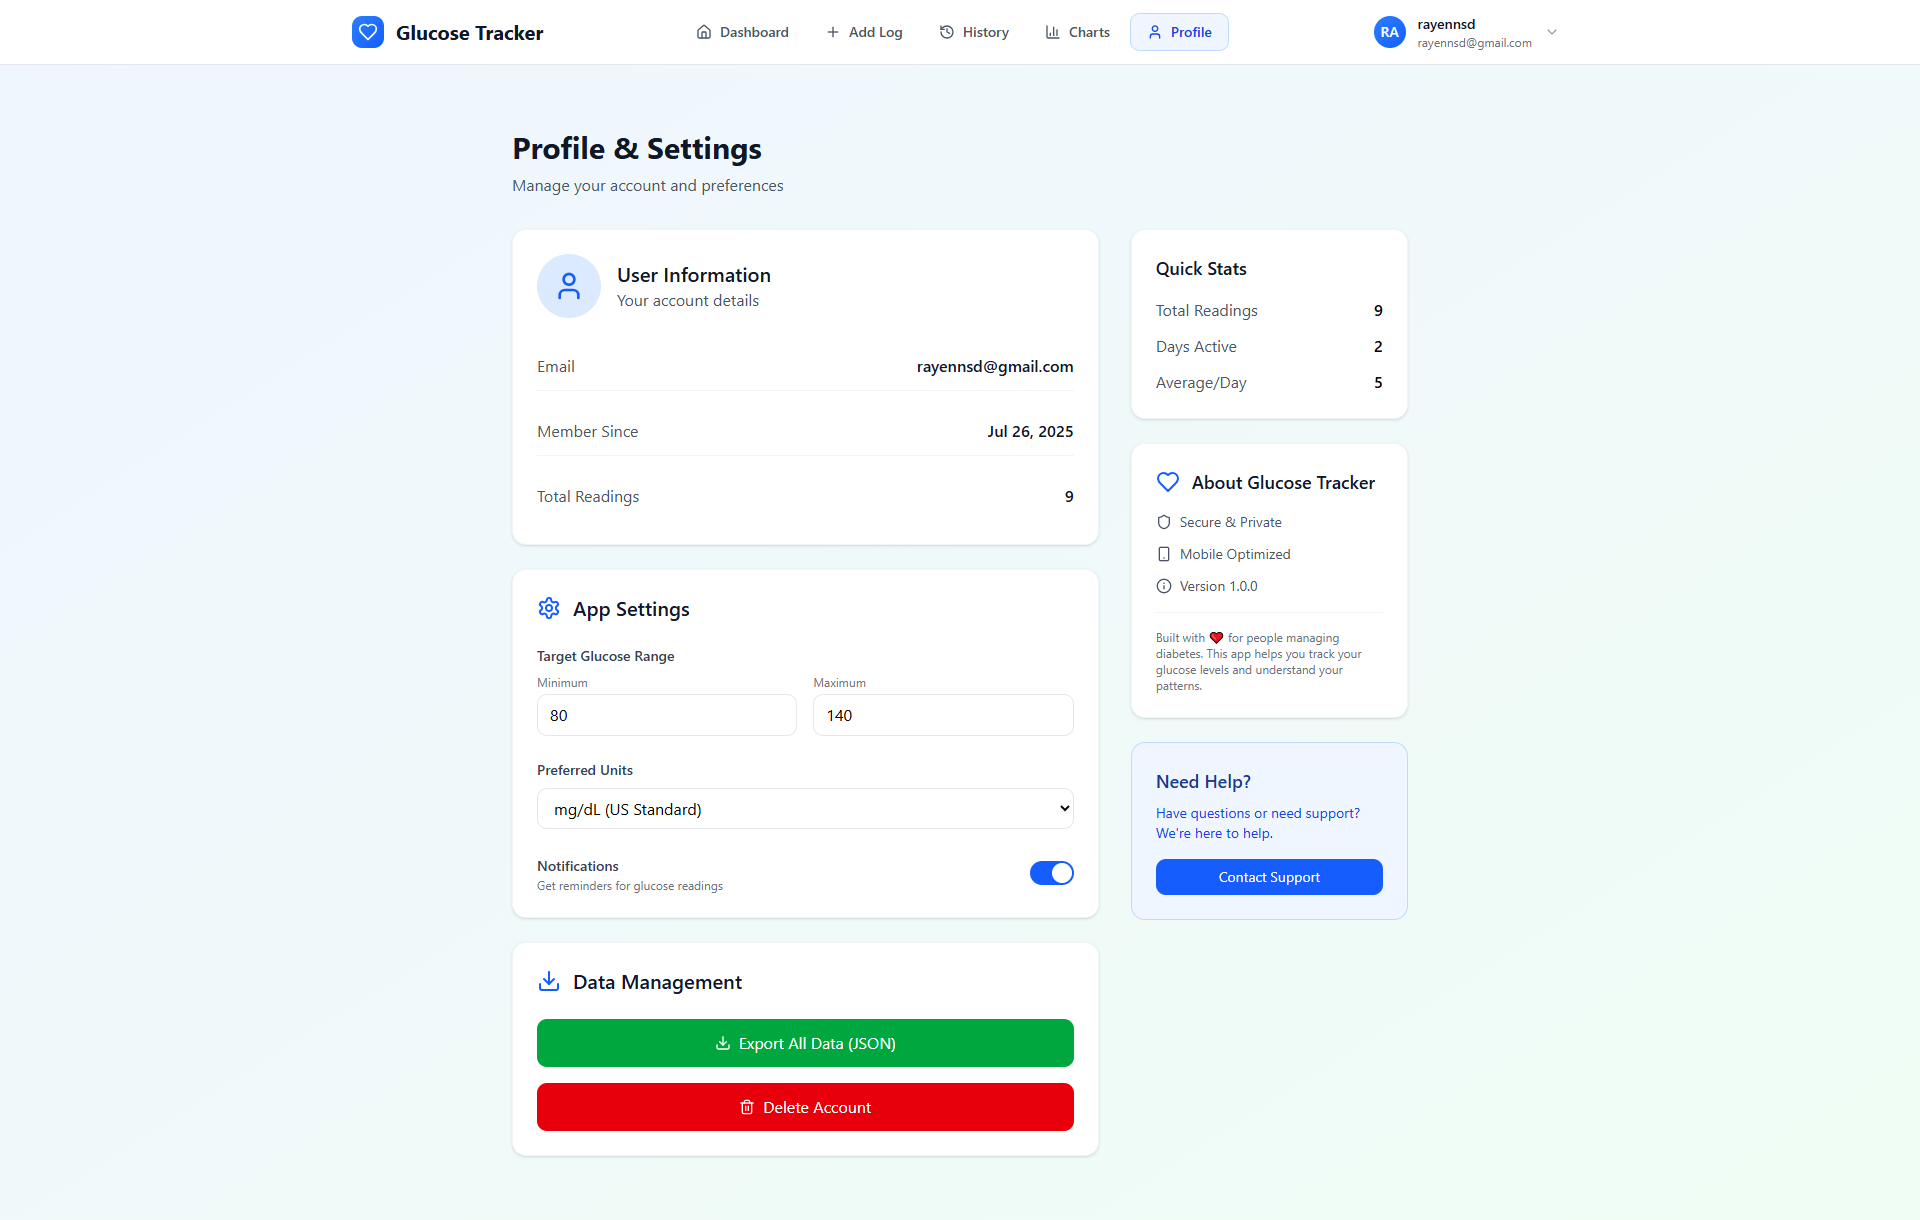 Glucose Tracker
Dashboard
Add Log
History
Charts
Profile
RA
rayennsd
rayennsd@gmail.com
Profile & Settings
Manage your account and preferences
User Information
Your account details
Email
rayennsd@gmail.com
Member Since
Jul 26, 2025
Total Readings
9
App Settings
Target Glucose Range
Minimum
Maximum
80
140
Preferred Units
mg/dL (US Standard)
Notifications
Get reminders for glucose readings
Data Management
Export All Data (JSON)
Delete Account
Quick Stats
Total Readings
9
Days Active
2
Average/Day
5
About Glucose Tracker
Secure & Private
Mobile Optimized
Version 1.0.0
Built with ❤️ for people managing
diabetes. This app helps you track your
glucose levels and understand your
patterns.
Need Help?
Have questions or need support?
We're here to help.
Contact Support